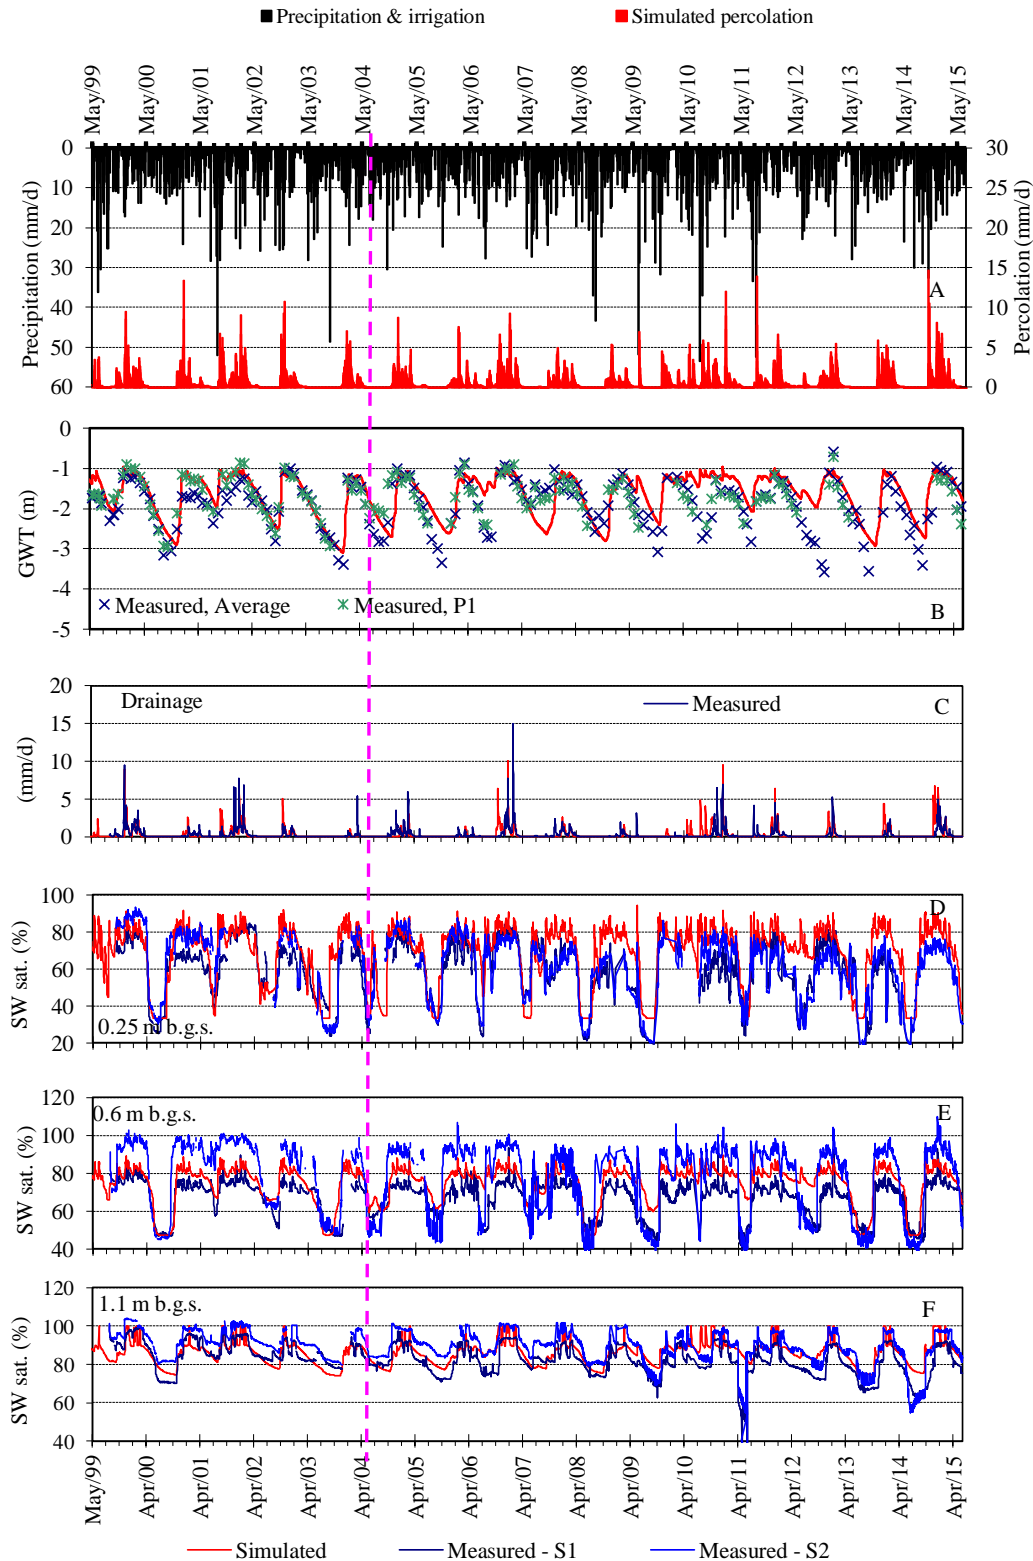 Precipitation & irrigation Simulated percolation
May/99 May/00 May/01 May/02 May/03 May/04 May/05 May/06 May/07 May/08 May/09 May/10 May/11 May/12 May/13 May/14 May/15
Precipitation (mm/d)
0
10
20
30
40
50
60
Percolation (mm/d)
30
25
20
15
10
5
0
A
GWT (m)
0
-1
-2
-3
-4
-5
Measured, Average Measured, P1
B
(mm/d)
20
15
10
5
0
Drainage Measured C
SW sat. (%)
100
80
60
40
20
D
0.25 m b.g.s.
SW sat. (%)
120
100
80
60
40
0.6 m b.g.s. E
SW sat. (%)
120
100
80
60
40
1.1 m b.g.s. F
May/99 Apr/00 Apr/01 Apr/02 Apr/03 Apr/04 Apr/05 Apr/06 Apr/07 Apr/08 Apr/09 Apr/10 Apr/11 Apr/12 Apr/13 Apr/14 Apr/15
Simulated Measured - S1 Measured - S2